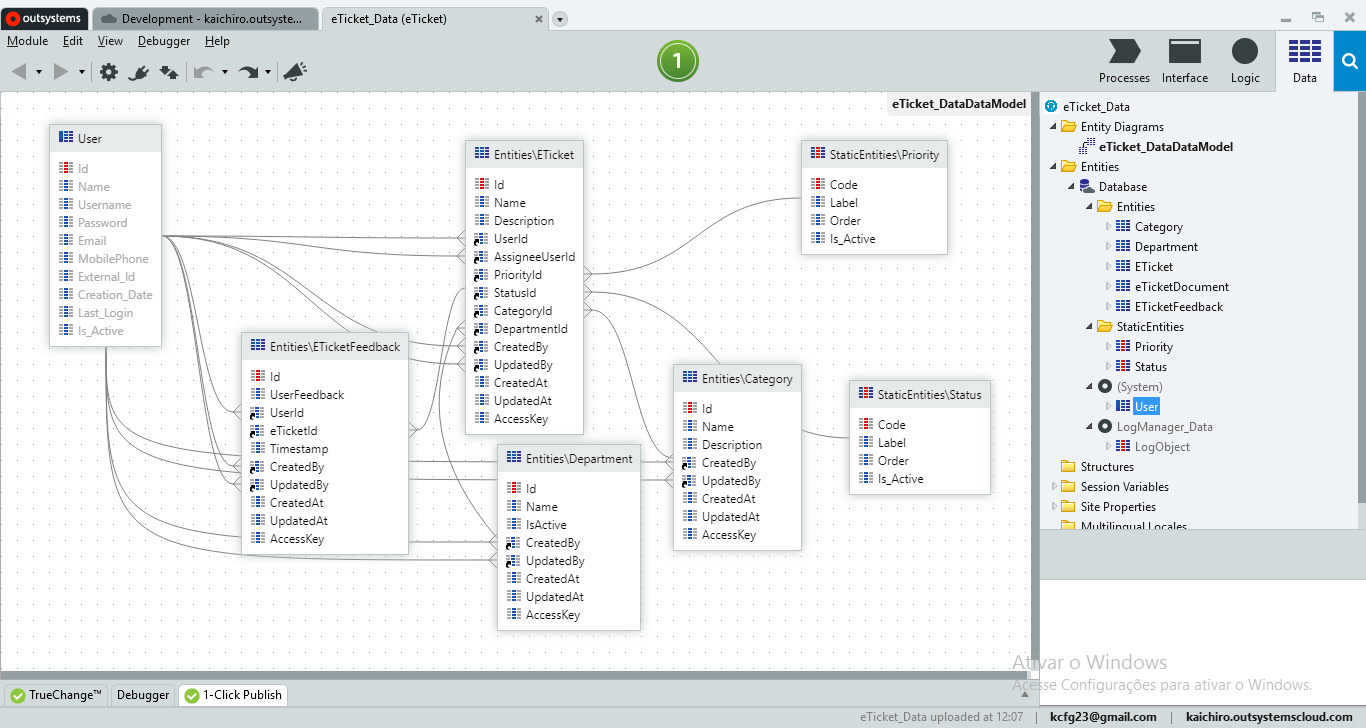 outsystems
Development - kaichiro.outsyste...
eTicket_Data (eTicket)
Module Edit View Debugger Help
1
Processes Interface Logic Data
eTicket_DataDataModel
User
Id
Name
Username
Password
Email
MobilePhone
External_Id
Creation_Date
Last_Login
Is_Active
Entities\ETicketFeedback
Id
UserFeedback
UserId
eTicketId
Timestamp
CreatedBy
UpdatedBy
CreatedAt
UpdatedAt
AccessKey
Entities\ETicket
Id
Name
Description
UserId
AssigneeUserId
PriorityId
StatusId
CategoryId
DepartmentId
CreatedBy
UpdatedBy
CreatedAt
UpdatedAt
AccessKey
Entities\Department
Id
Name
IsActive
CreatedBy
UpdatedBy
CreatedAt
UpdatedAt
AccessKey
Entities\Category
Id
Name
Description
CreatedBy
UpdatedBy
CreatedAt
UpdatedAt
AccessKey
StaticEntities\Priority
Code
Label
Order
Is_Active
StaticEntities\Status
Code
Label
Order
Is_Active
eTicket_Data
Entity Diagrams
eTicket_DataDataModel
Entities
Database
Entities
Category
Department
ETicket
eTicketDocument
ETicketFeedback
StaticEntities
Priority
Status
(System)
User
LogManager_Data
LogObject
Structures
Session Variables
Site Properties
Multilingual Locales
Ativar o Windows
Acesse Configurações para ativar o Windows.
TrueChange™ Debugger 1-Click Publish
eTicket_Data uploaded at 12:07 | kcfg23@gmail.com | kaichiro.outsystemscloud.com